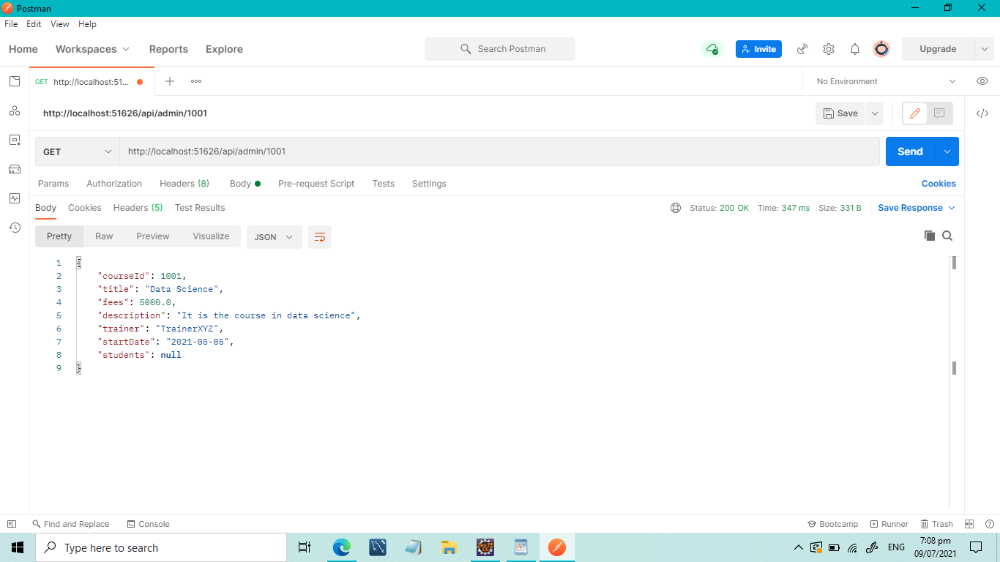 Postman
File Edit View Help
Home Workspaces Reports Explore Search Postman Invite Upgrade
GET http://localhost:51... No Environment
http://localhost:51626/api/admin/1001 Save
GET http://localhost:51626/api/admin/1001 Send
Params Authorization Headers (8) Body Pre-request Script Tests Settings Cookies
Body Cookies Headers (5) Test Results Status: 200 OK Time: 347 ms Size: 331 B Save Response
Pretty Raw Preview Visualize JSON
1 {
2 "courseId": 1001,
3 "title": "Data Science",
4 "fees": 5000.0,
5 "description": "It is the course in data science",
6 "trainer": "TrainerXYZ",
7 "startDate": "2021-05-05",
8 "students": null
9 }
Find and Replace Console Bootcamp Runner Trash
Type here to search ENG 7:08 pm
09/07/2021